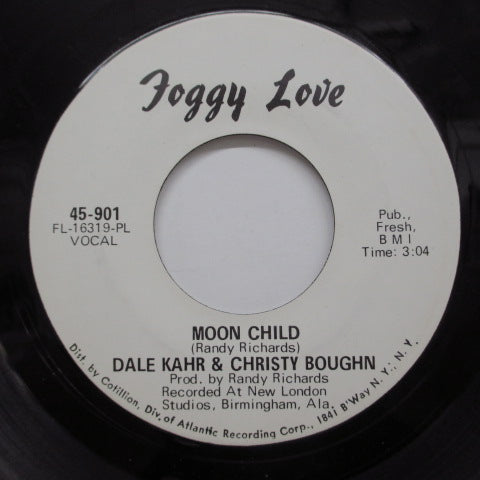 Foggy Love
45-901
FL-16319-PL
VOCAL
Pub.,
Fresh,
B M I
Time: 3:04
MOON CHILD
(Randy Richards)
DALE KAHR & CHRISTY BOUGHN
Prod. by Randy Richards
Recorded At New London
Studios, Birmingham, Ala.
Dist. by Cotillion, Div. of Atlantic Recording Corp., 1841 B'Way N. Y., N. Y.